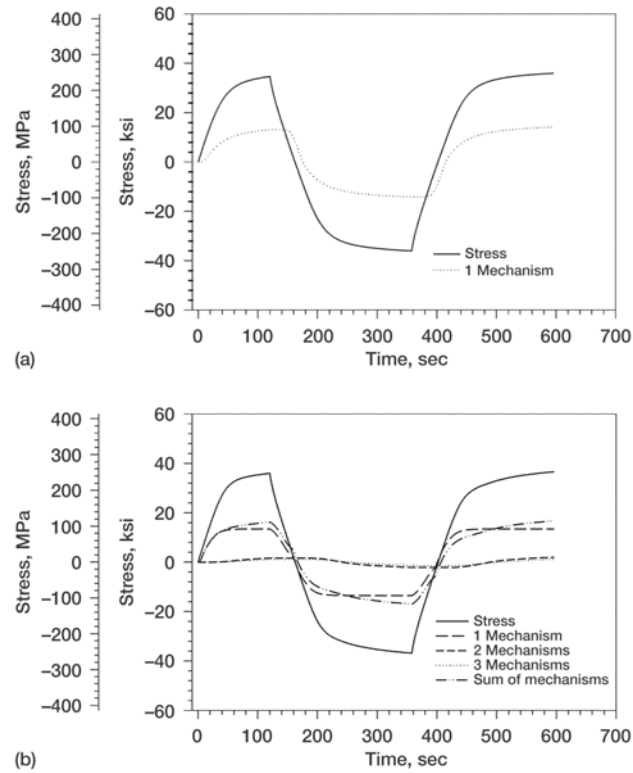 400
300
200
100
0
−100
−200
−300
−400
Stress, MPa
60
40
20
0
−20
−40
−60
Stress, ksi
Stress
1 Mechanism
0 100 200 300 400 500 600 700
Time, sec
(a)
400
300
200
100
0
−100
−200
−300
−400
Stress, MPa
60
40
20
0
−20
−40
−60
Stress, ksi
Stress
1 Mechanism
2 Mechanisms
3 Mechanisms
Sum of mechanisms
0 100 200 300 400 500 600 700
Time, sec
(b)